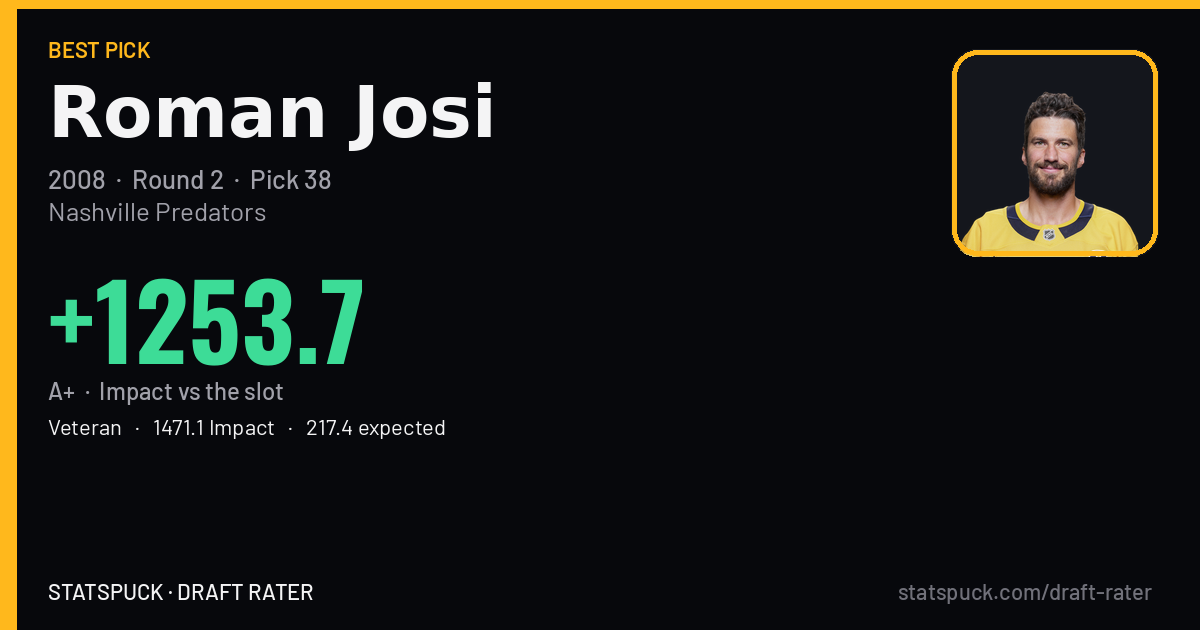 BEST PICK
Roman Josi
2008 · Round 2 · Pick 38
Nashville Predators
+1253.7
A+ · Impact vs the slot
Veteran · 1471.1 Impact · 217.4 expected
STATSPUCK · DRAFT RATER
statspuck.com/draft-rater